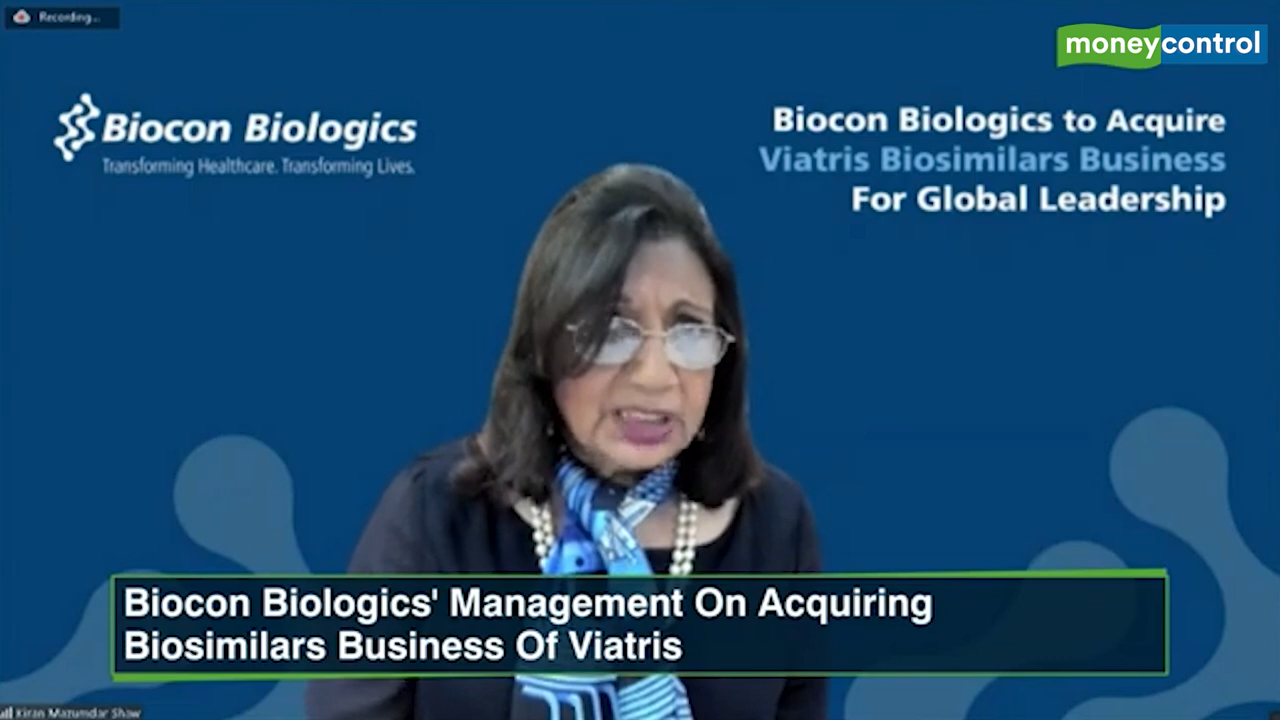 Recording...
moneycontrol
Biocon Biologics
Transforming Healthcare. Transforming Lives.
Biocon Biologics to Acquire
Viatris Biosimilars Business
For Global Leadership
Biocon Biologics' Management On Acquiring
Biosimilars Business Of Viatris
Kiran Mazumdar Shaw